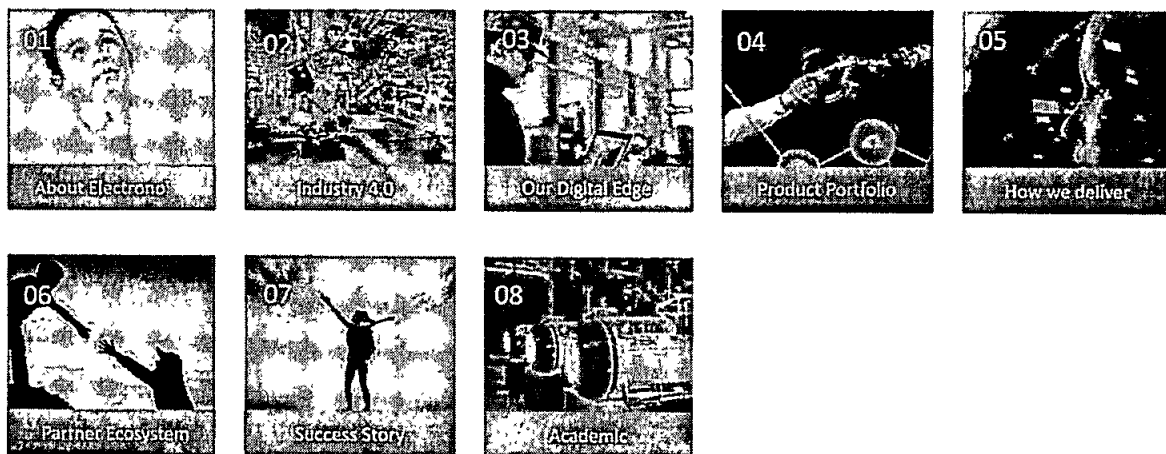 01
About Electrono
02
Industry 4.0
03
Our Digital Edge
04
Product Portfolio
05
How we deliver
06
Partner Ecosystem
07
Success Story
08
Academic